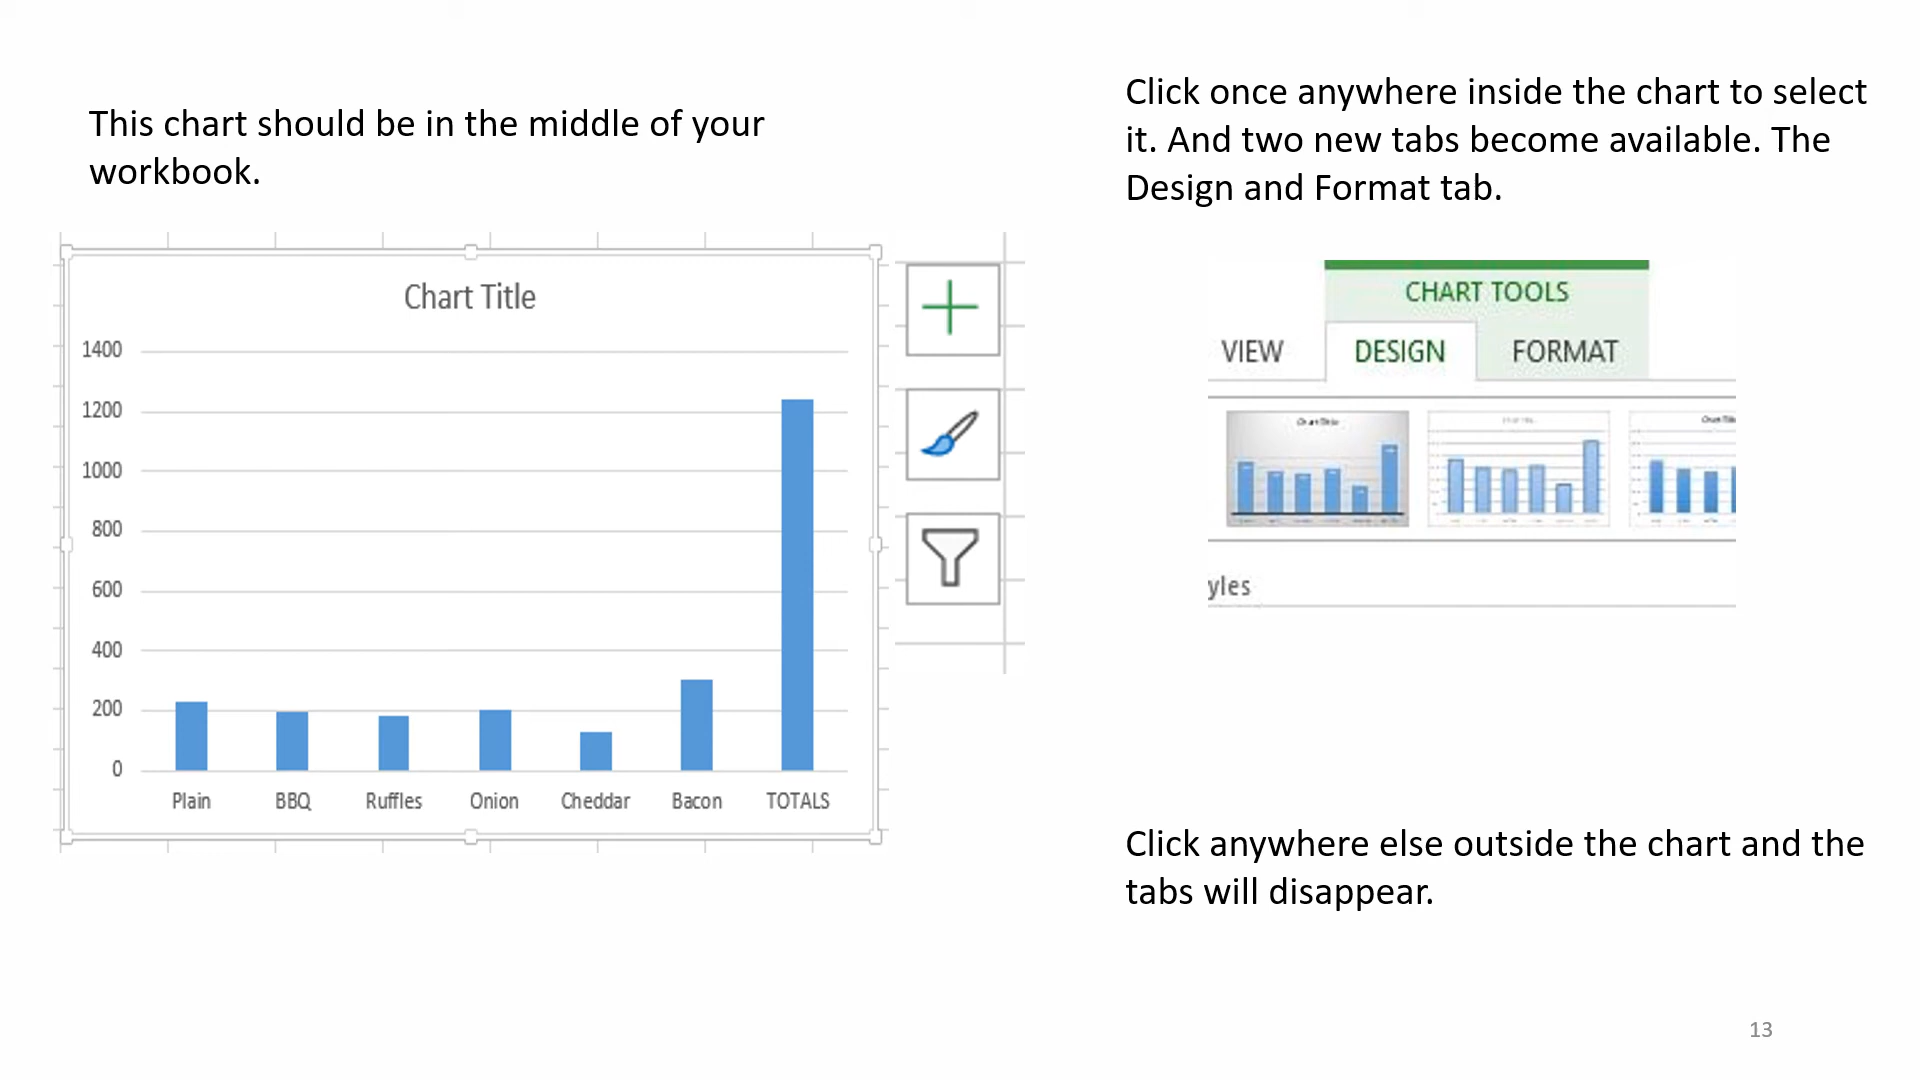 This chart should be in the middle of your
workbook.
Chart Title
1400
1200
1000
800
600
400
200
0
Plain BBQ Ruffles Onion Cheddar Bacon TOTALS
Click once anywhere inside the chart to select
it. And two new tabs become available. The
Design and Format tab.
CHART TOOLS
VIEW DESIGN FORMAT
Chart Title
yles
Click anywhere else outside the chart and the
tabs will disappear.
13